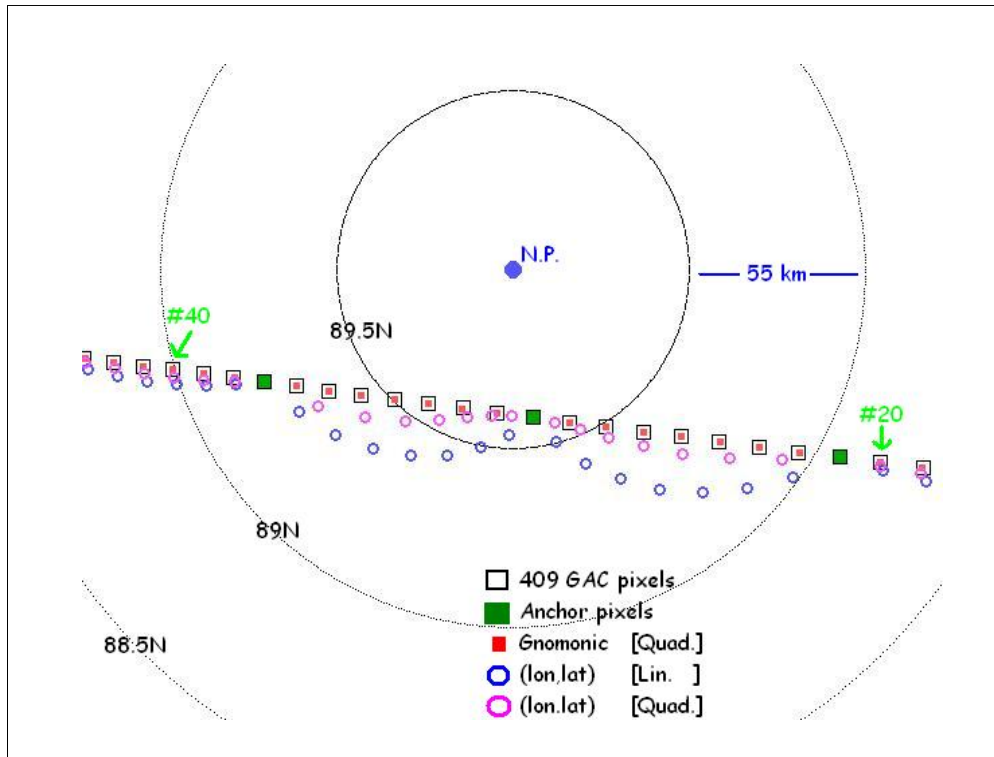 N.P.
55 km
#40
89.5N
#20
89N
88.5N
409 GAC pixels
Anchor pixels
Gnomonic [Quad.]
(lon,lat) [Lin. ]
(lon.lat) [Quad.]